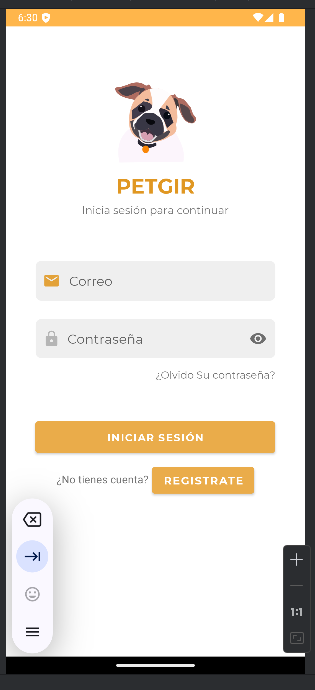 6:30
PETGIR
Inicia sesión para continuar
Correo
Contraseña
¿Olvido Su contraseña?
INICIAR SESIÓN
¿No tienes cuenta? REGISTRATE
1:1